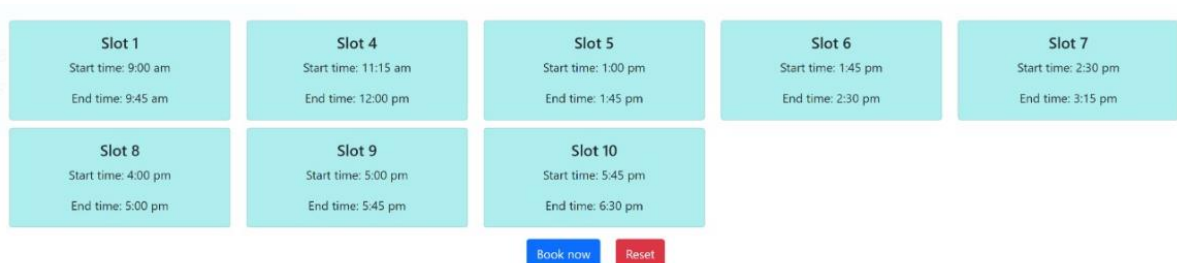 Slot 1
Start time: 9:00 am
End time: 9:45 am
Slot 4
Start time: 11:15 am
End time: 12:00 pm
Slot 5
Start time: 1:00 pm
End time: 1:45 pm
Slot 6
Start time: 1:45 pm
End time: 2:30 pm
Slot 7
Start time: 2:30 pm
End time: 3:15 pm
Slot 8
Start time: 4:00 pm
End time: 5:00 pm
Slot 9
Start time: 5:00 pm
End time: 5:45 pm
Slot 10
Start time: 5:45 pm
End time: 6:30 pm
Book now
Reset